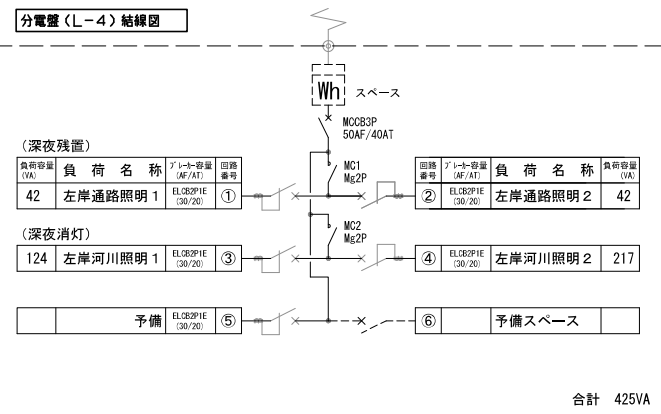 分電盤（Ｌ－４）結線図
Wh
スペース
MCCB3P
50AF/40AT
（深夜残置）
負荷容量
(VA)
負荷名称
ブレーカー容量
(AF/AT)
回路
番号
MC1
Mg2P
回路
番号
ブレーカー容量
(AF/AT)
負荷名称
負荷容量
(VA)
42
左岸通路照明１
ELCB2P1E
(30/20)
①
②
ELCB2P1E
(30/20)
左岸通路照明２
42
（深夜消灯）
MC2
Mg2P
124
左岸河川照明１
ELCB2P1E
(30/20)
③
④
ELCB2P1E
(30/20)
左岸河川照明２
217
予備
ELCB2P1E
(30/20)
⑤
⑥
予備スペース
合計 425VA